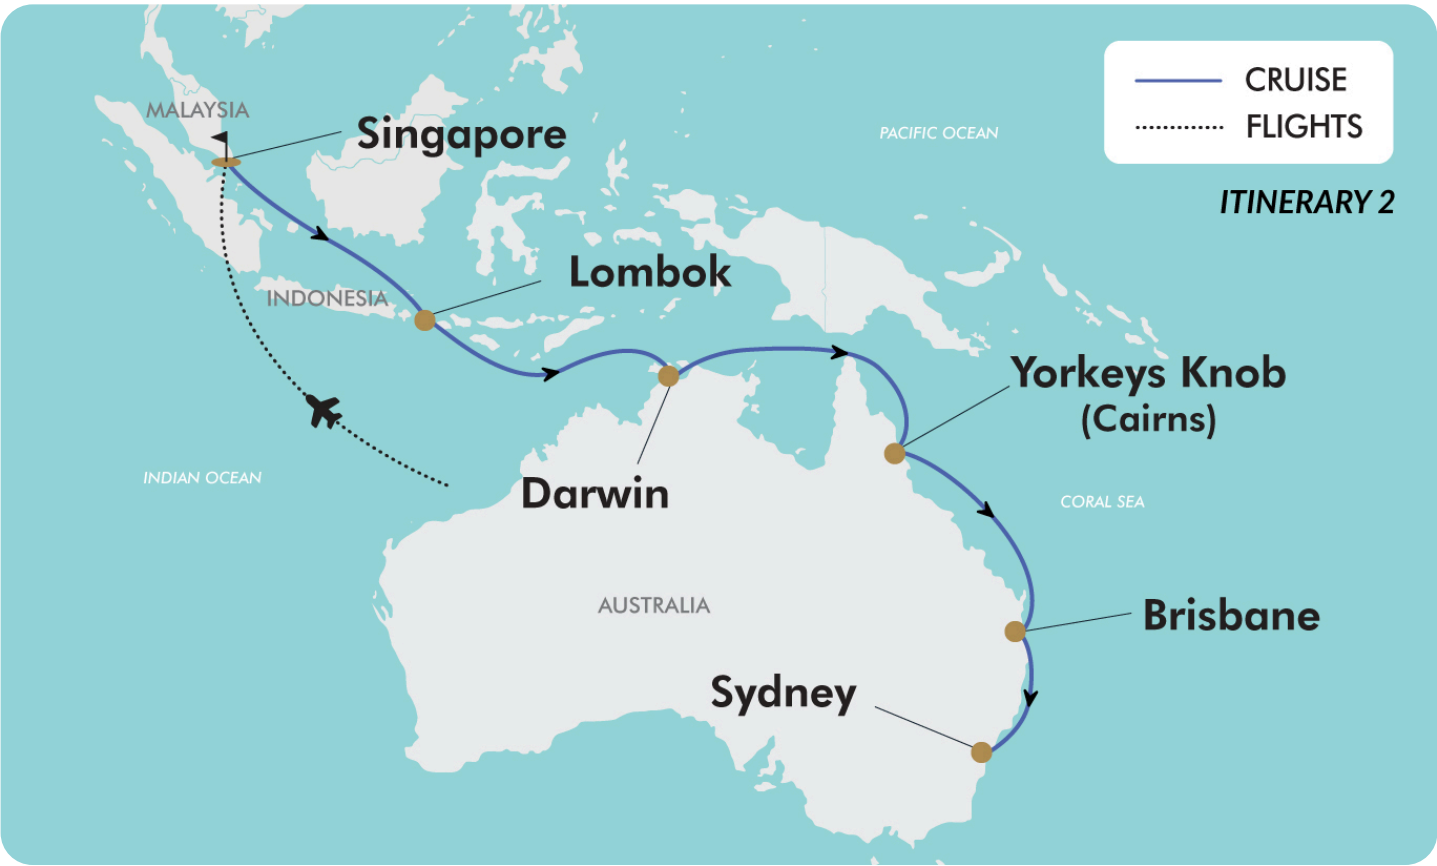 CRUISE
FLIGHTS
ITINERARY 2
MALAYSIA
Singapore
PACIFIC OCEAN
Lombok
INDONESIA
Yorkeys Knob
(Cairns)
INDIAN OCEAN
Darwin
CORAL SEA
AUSTRALIA
Brisbane
Sydney